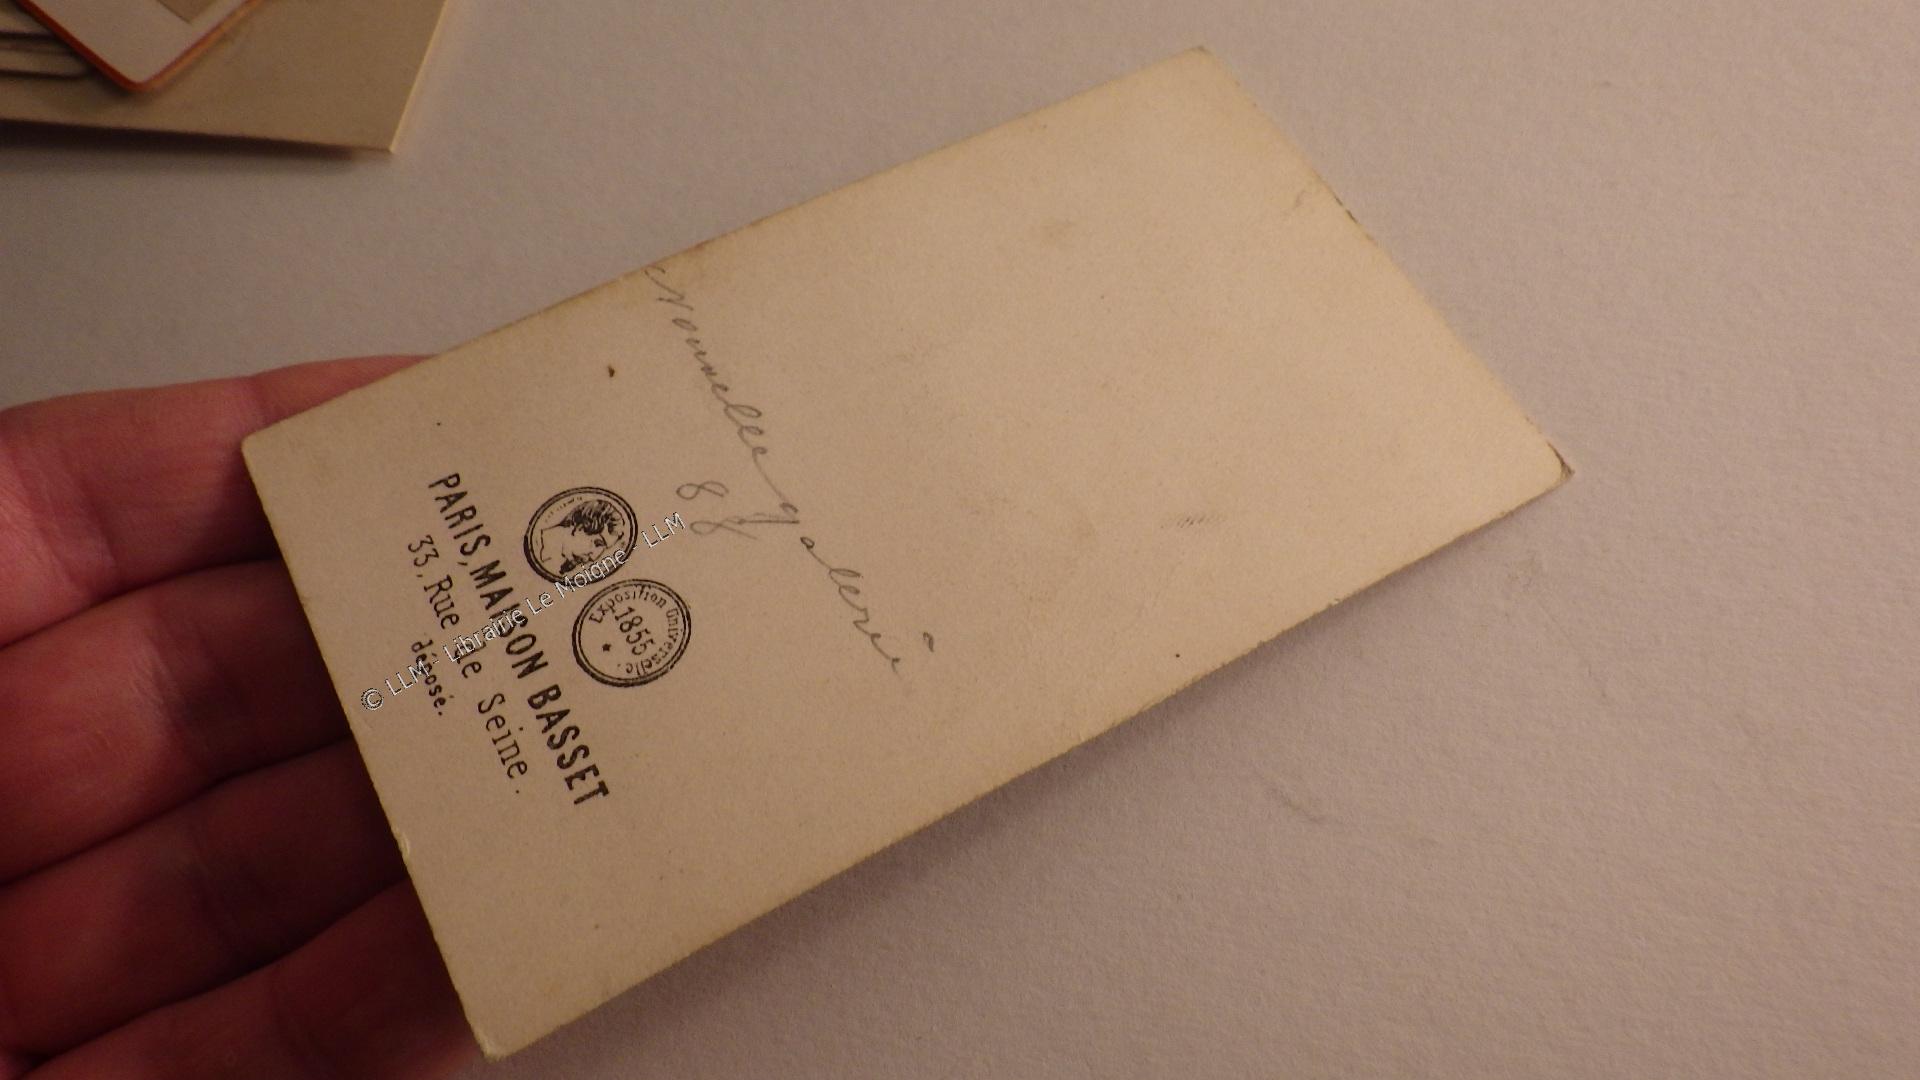 nouvelle galerie
88
Exposition Universelle.
1855
PARIS, MAISON BASSET
33, Rue de Seine.
déposé.
© LLM - Librairie Le Moigne - LLM